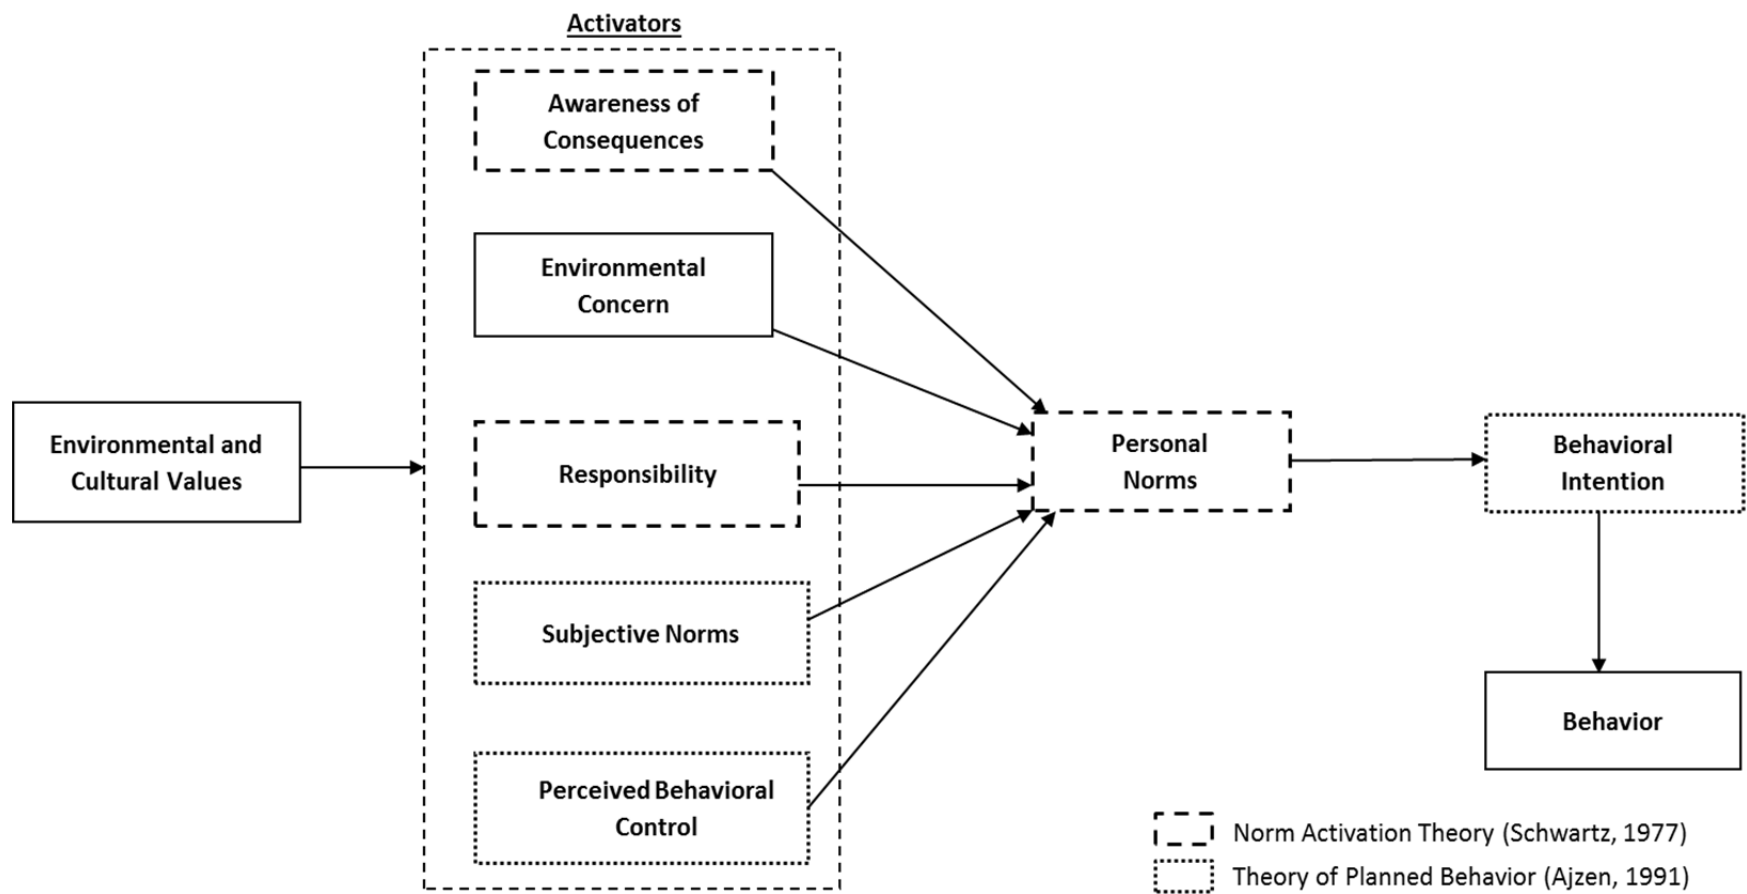 Activators
Awareness of
Consequences
Environmental
Concern
Environmental and
Cultural Values
Responsibility
Personal
Norms
Behavioral
Intention
Subjective Norms
Behavior
Perceived Behavioral
Control
Norm Activation Theory (Schwartz, 1977)
Theory of Planned Behavior (Ajzen, 1991)